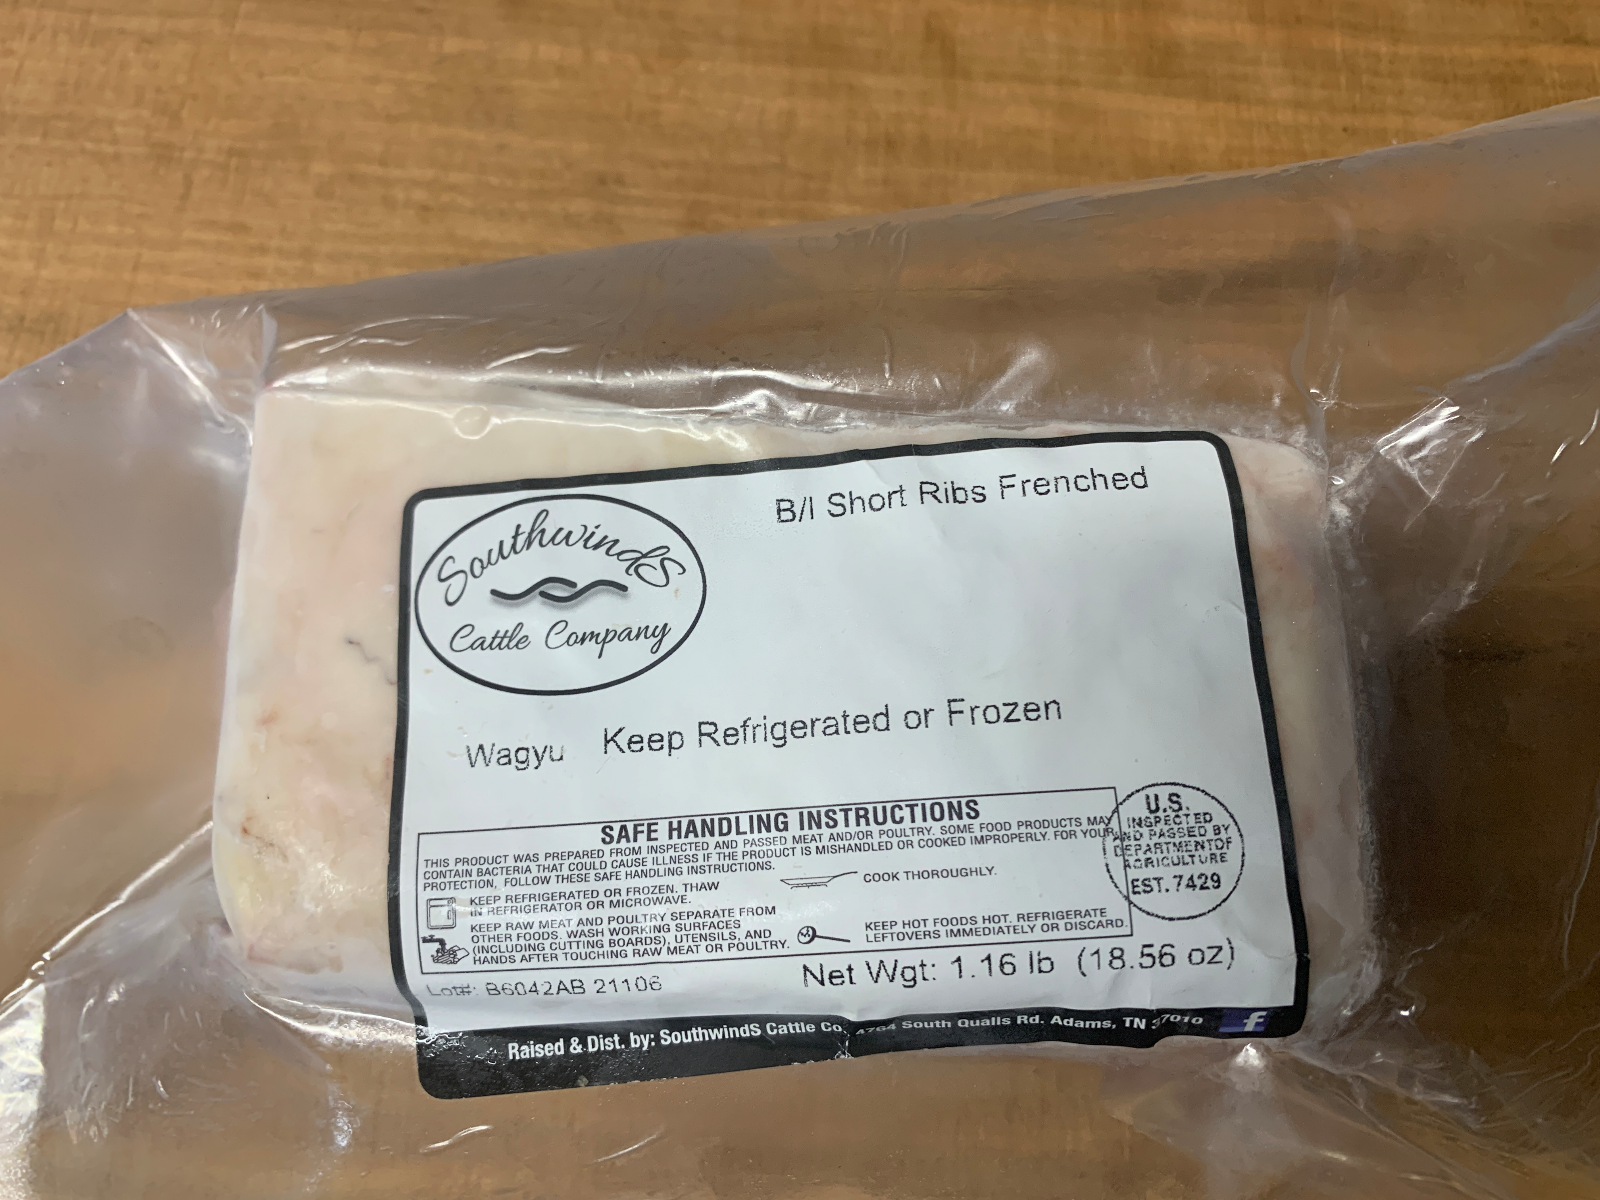 SouthwindS
Cattle Company
B/I Short Ribs Frenched
Wagyu Keep Refrigerated or Frozen
SAFE HANDLING INSTRUCTIONS
THIS PRODUCT WAS PREPARED FROM INSPECTED AND PASSED MEAT AND/OR POULTRY. SOME FOOD PRODUCTS MAY
CONTAIN BACTERIA THAT COULD CAUSE ILLNESS IF THE PRODUCT IS MISHANDLED OR COOKED IMPROPERLY. FOR YOUR
PROTECTION, FOLLOW THESE SAFE HANDLING INSTRUCTIONS.
KEEP REFRIGERATED OR FROZEN. THAW
IN REFRIGERATOR OR MICROWAVE.
COOK THOROUGHLY.
KEEP RAW MEAT AND POULTRY SEPARATE FROM
OTHER FOODS. WASH WORKING SURFACES
(INCLUDING CUTTING BOARDS), UTENSILS, AND
HANDS AFTER TOUCHING RAW MEAT OR POULTRY.
KEEP HOT FOODS HOT. REFRIGERATE
LEFTOVERS IMMEDIATELY OR DISCARD.
U.S.
INSPECTED
AND PASSED BY
DEPARTMENT OF
AGRICULTURE
EST. 7429
Lot#: B6042AB 21106
Net Wgt: 1.16 lb (18.56 oz)
Raised & Dist. by: SouthwindS Cattle Co. 4764 South Qualls Rd. Adams, TN 37010 f